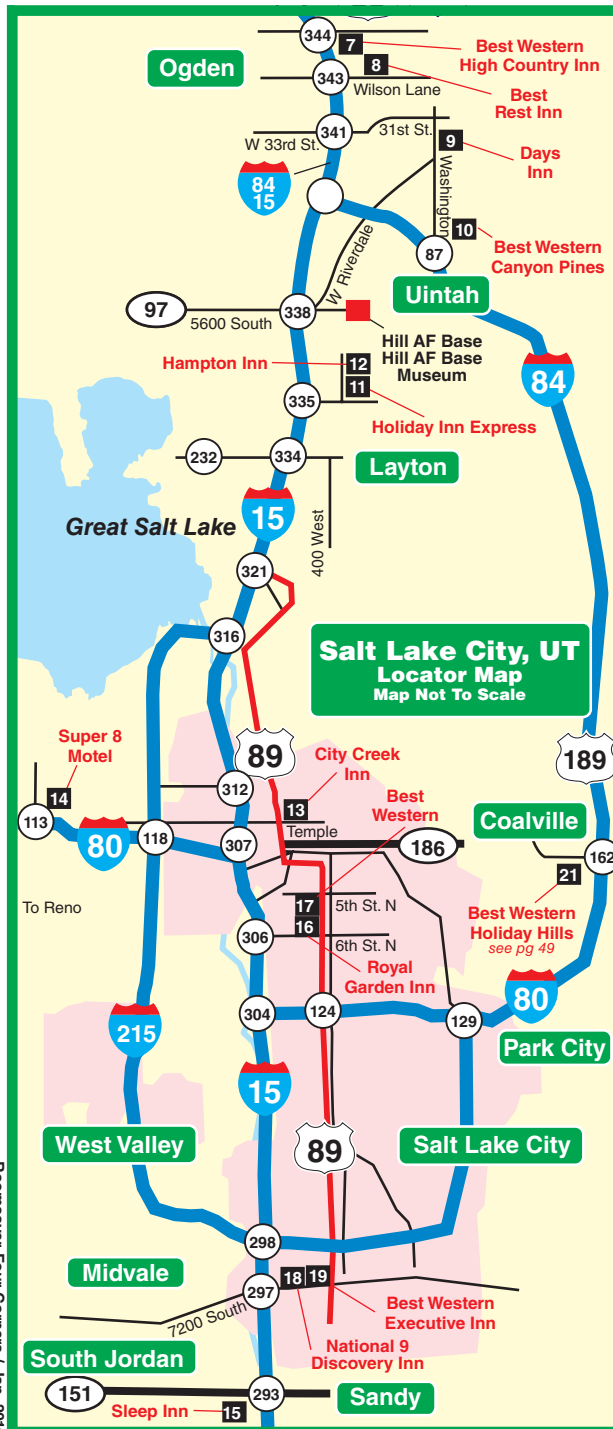 344
7
Best Western
High Country Inn
Ogden
8
343
Wilson Lane
Best
Rest Inn
341
31st St.
W 33rd St.
9
Days
Inn
84
15
Washington
10
Best Western
Canyon Pines
87
W Riverdale
Uintah
97
5600 South
338
Hill AF Base
Hill AF Base
Museum
Hampton Inn
12
11
84
335
Holiday Inn Express
232
334
Layton
15
Great Salt Lake
400 West
321
316
Salt Lake City, UT
Locator Map
Map Not To Scale
Super 8
Motel
89
City Creek
Inn
189
14
312
13
Best
Western
113
80
118
307
Temple
186
Coalville
162
21
To Reno
17
5th St. N
Best Western
Holiday Hills
see pg 49
306
16
6th St. N
Royal
Garden Inn
80
304
124
129
215
Park City
15
West Valley
89
Salt Lake City
298
Midvale
297
18
19
7200 South
Best Western
Executive Inn
National 9
Discovery Inn
South Jordan
151
293
Sandy
Sleep Inn
15